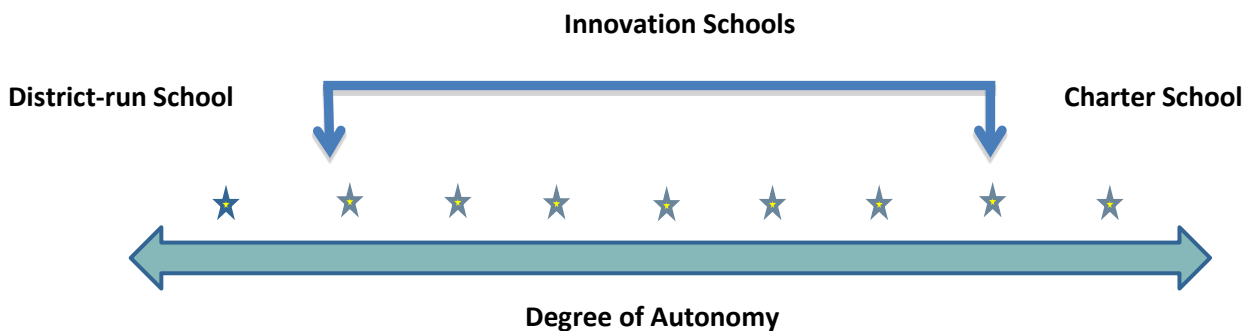 Innovation Schools
District-run School
Charter School
Degree of Autonomy